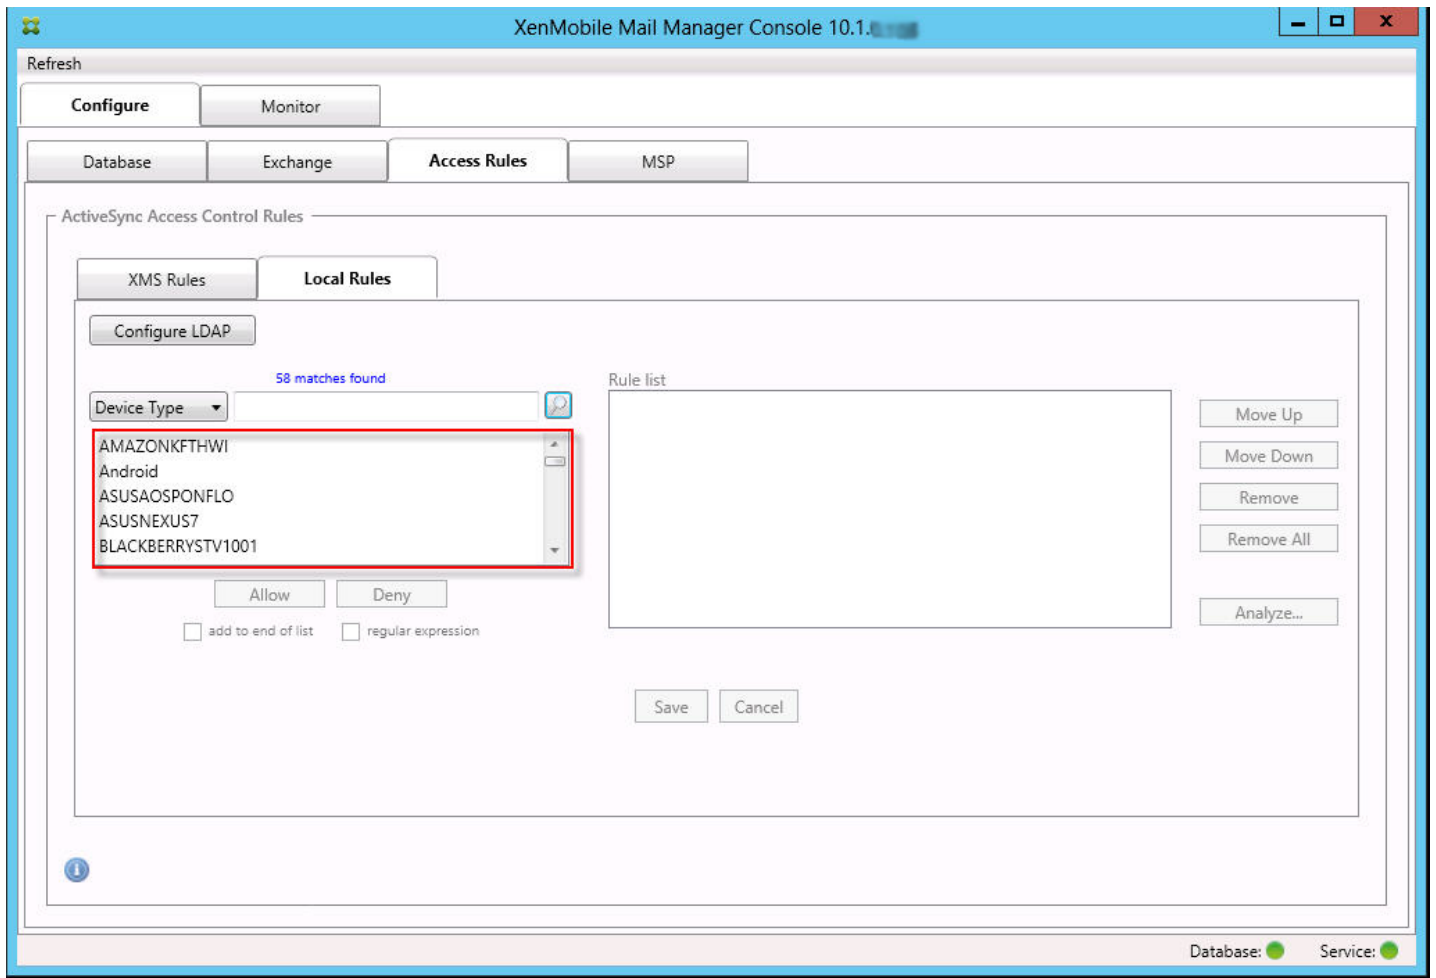 XenMobile Mail Manager Console 10.1.
Refresh
Configure
Monitor
Database
Exchange
Access Rules
MSP
ActiveSync Access Control Rules
XMS Rules
Local Rules
Configure LDAP
58 matches found
Device Type
AMAZONKFTHWI
Android
ASUSAOSPONFLO
ASUSNEXUS7
BLACKBERRYSTV1001
Allow
Deny
add to end of list
regular expression
Rule list
Move Up
Move Down
Remove
Remove All
Analyze...
Save
Cancel
Database:
Service: